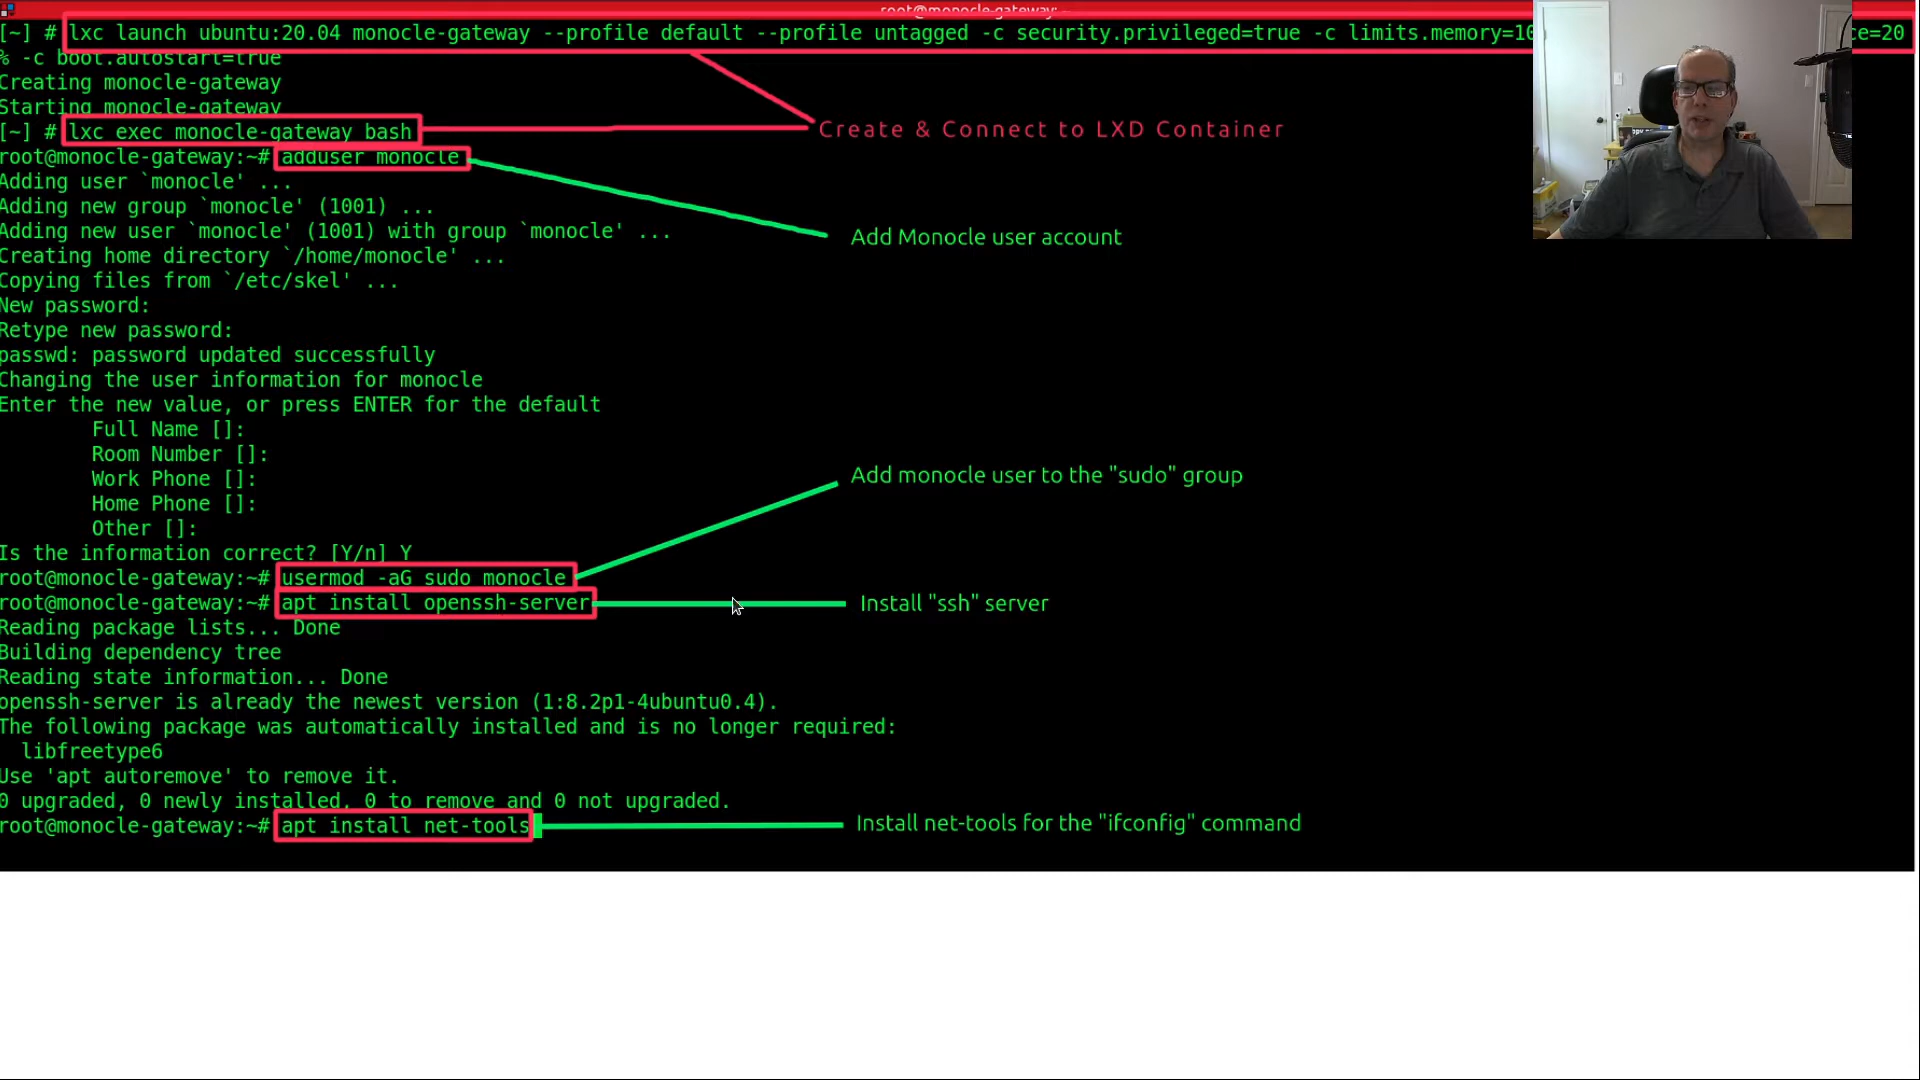 root@monocle-gateway: ~
[~] # lxc launch ubuntu:20.04 monocle-gateway --profile default --profile untagged -c security.privileged=true -c limits.memory=10 ce=20
% -c boot.autostart=true
Creating monocle-gateway
Starting monocle-gateway
[~] # lxc exec monocle-gateway bash
Create & Connect to LXD Container
root@monocle-gateway:~# adduser monocle
Adding user `monocle' ...
Adding new group `monocle' (1001) ...
Adding new user `monocle' (1001) with group `monocle' ...
Add Monocle user account
Creating home directory `/home/monocle' ...
Copying files from `/etc/skel' ...
New password:
Retype new password:
passwd: password updated successfully
Changing the user information for monocle
Enter the new value, or press ENTER for the default
Full Name []:
Room Number []:
Work Phone []:
Add monocle user to the "sudo" group
Home Phone []:
Other []:
Is the information correct? [Y/n] Y
root@monocle-gateway:~# usermod -aG sudo monocle
root@monocle-gateway:~# apt install openssh-server
Install "ssh" server
Reading package lists... Done
Building dependency tree
Reading state information... Done
openssh-server is already the newest version (1:8.2p1-4ubuntu0.4).
The following package was automatically installed and is no longer required:
libfreetype6
Use 'apt autoremove' to remove it.
0 upgraded, 0 newly installed, 0 to remove and 0 not upgraded.
root@monocle-gateway:~# apt install net-tools
Install net-tools for the "ifconfig" command